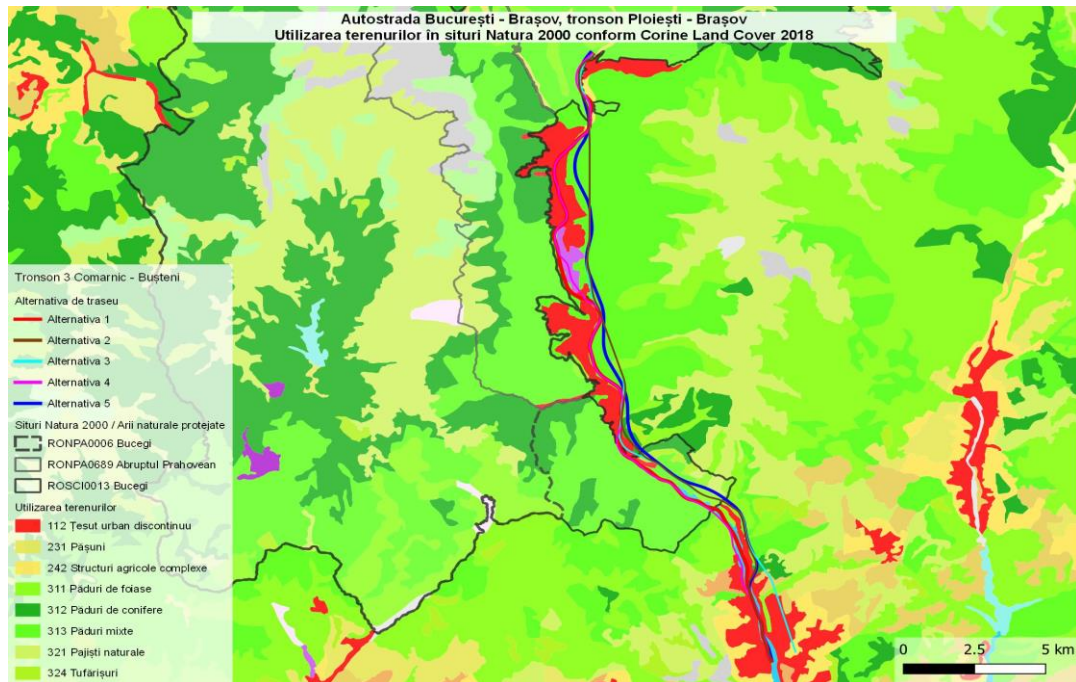 Autostrada București - Brașov, tronson Ploiești - Brașov
Utilizarea terenurilor în situri Natura 2000 conform Corine Land Cover 2018
Tronson 3 Comarnic - Bușteni
Alternativa de traseu
Alternativa 1
Alternativa 2
Alternativa 3
Alternativa 4
Alternativa 5
Situri Natura 2000 / Arii naturale protejate
RONPA0006 Bucegi
RONPA0689 Abruptul Prahovean
ROSCI0013 Bucegi
Utilizarea terenurilor
112 Țesut urban discontinuu
231 Pășuni
242 Structuri agricole complexe
311 Păduri de foiase
312 Păduri de conifere
313 Păduri mixte
321 Pajiști naturale
324 Tufărișuri
0 2.5 5 km